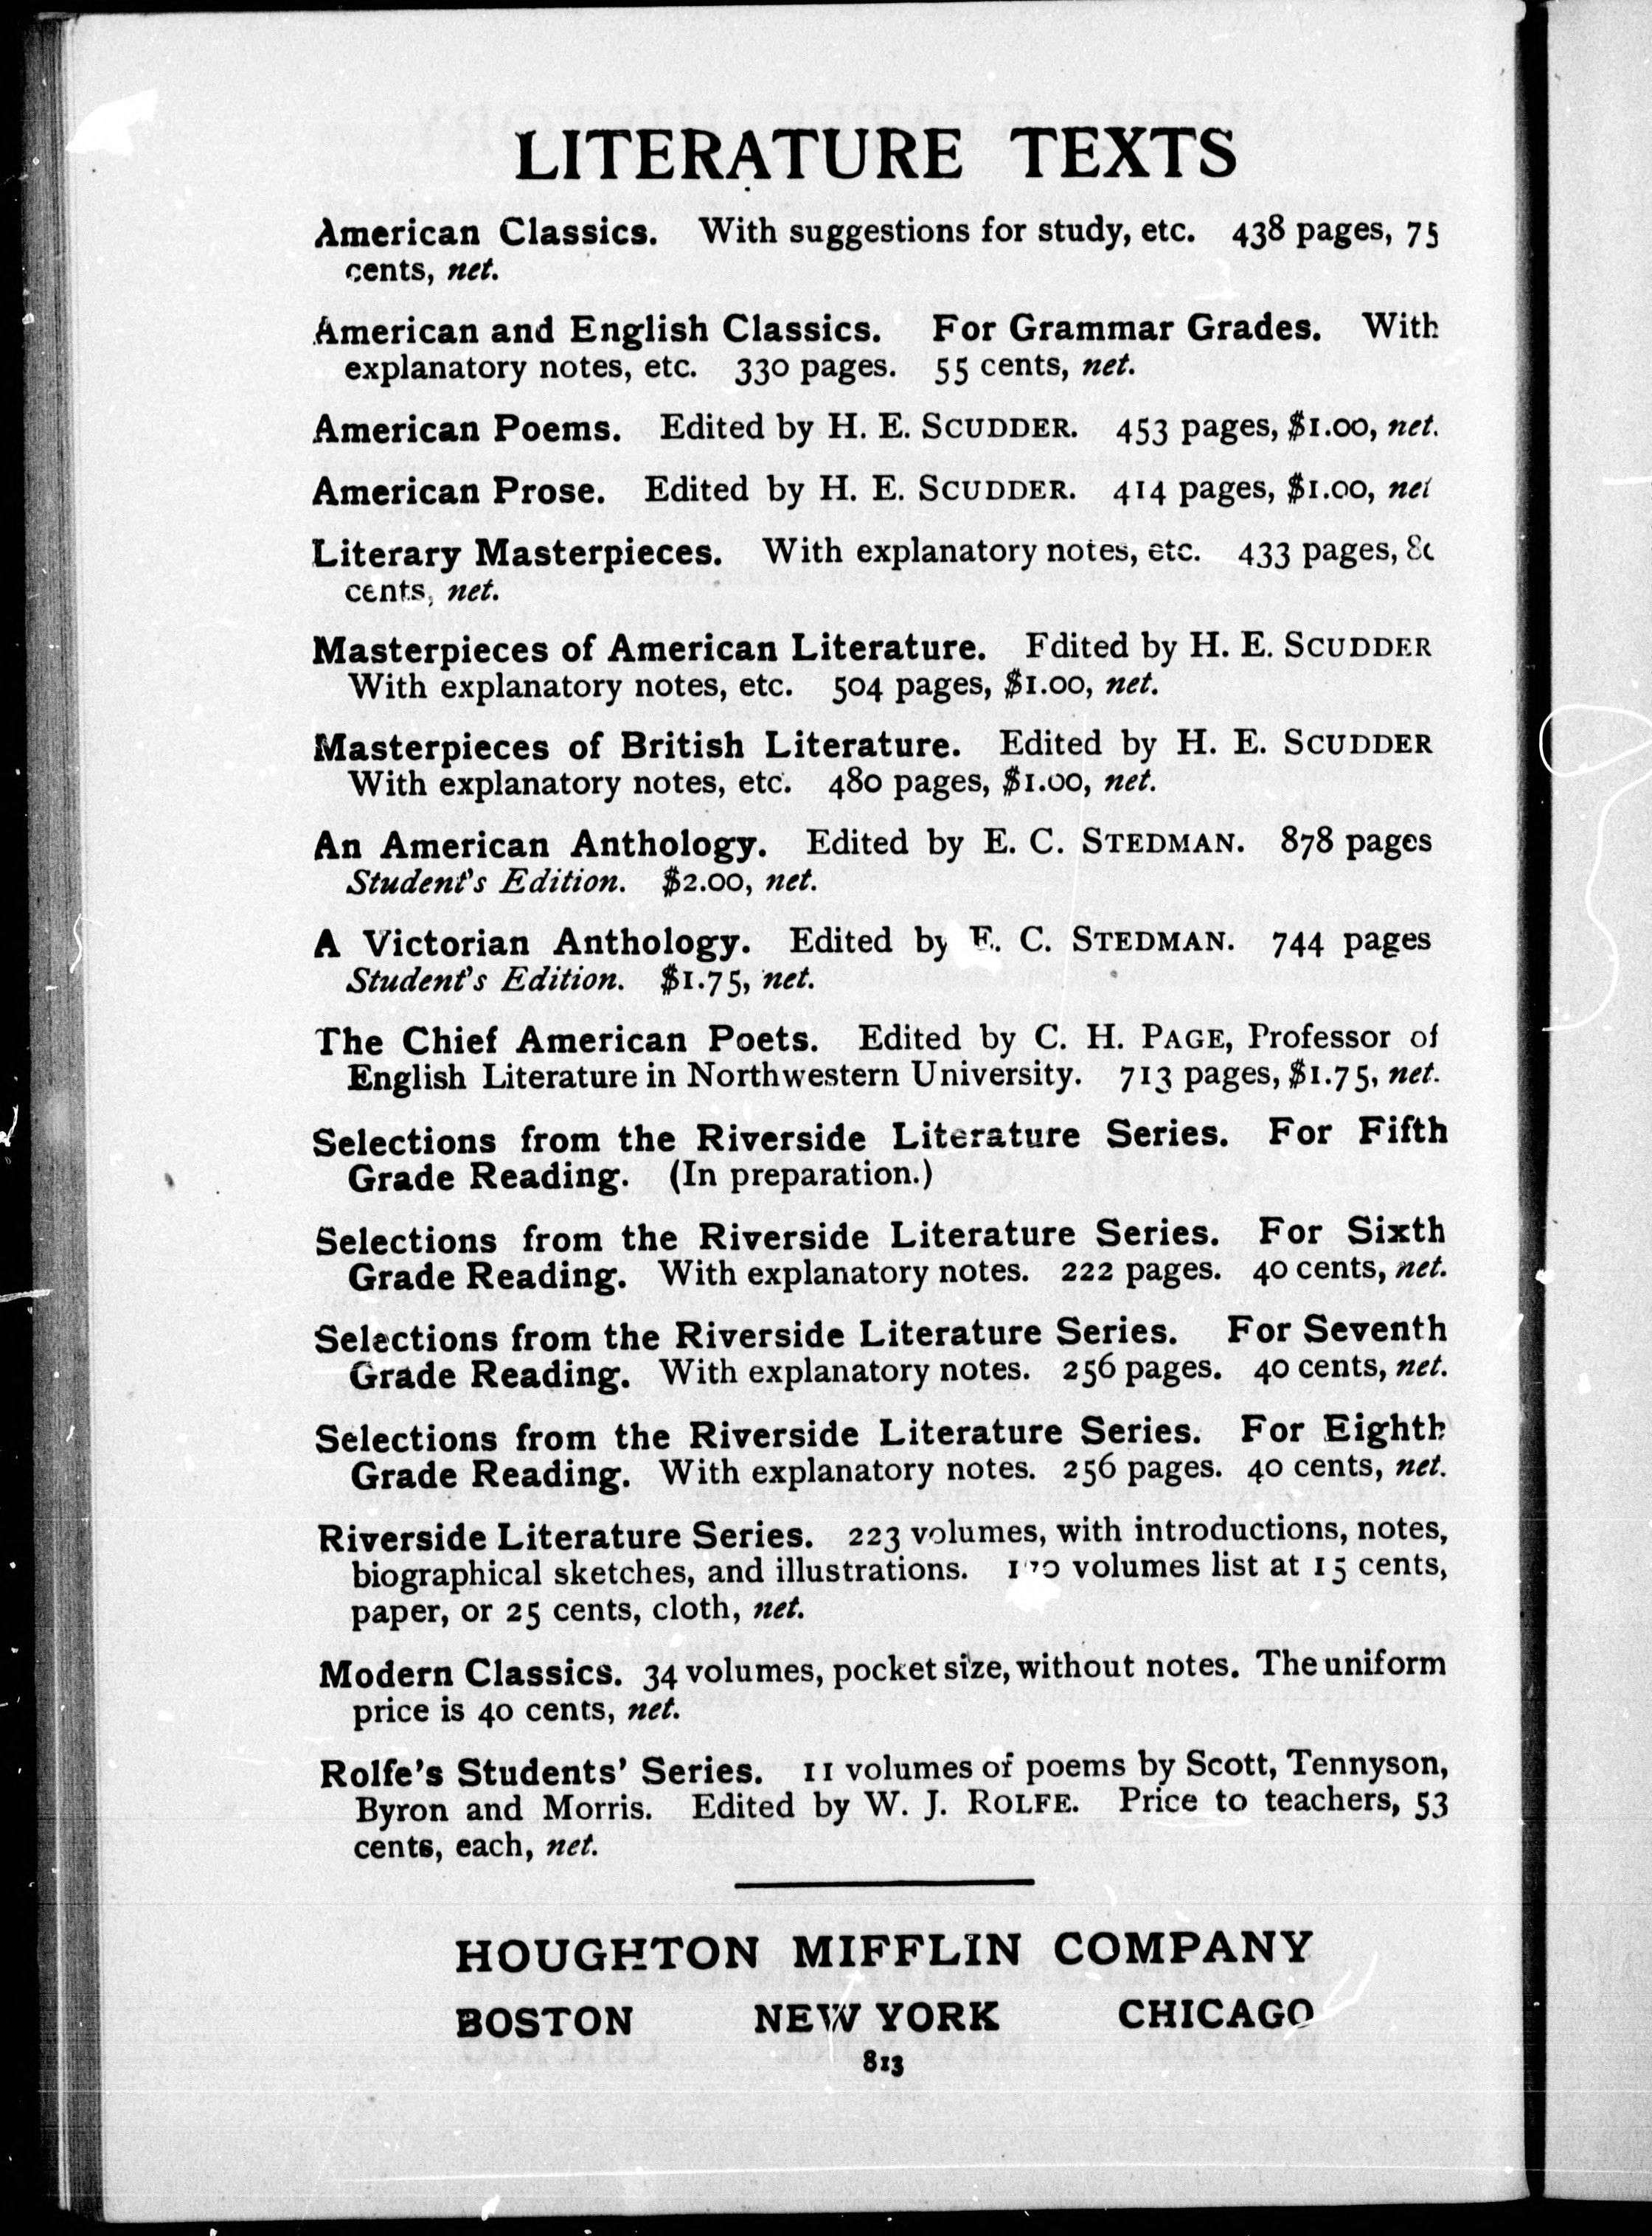 LITERATURE TEXTS
American Classics. With suggestions for study, etc. 438 pages, 75
cents, net.
American and English Classics. For Grammar Grades. With
explanatory notes, etc. 330 pages. 55 cents, net.
American Poems. Edited by H. E. SCUDDER. 453 pages, $1.00, net.
American Prose. Edited by H. E. SCUDDER. 414 pages, $1.00, net
Literary Masterpieces. With explanatory notes, etc. 433 pages,
cents, net.
Masterpieces of American Literature. Edited by H. E. SCUDDER
With explanatory notes, etc. 504 pages, $1.00, net.
Masterpieces of British Literature. Edited by H. E. SCUDDER
With explanatory notes, etc. 480 pages, $1.00, net.
An American Anthology. Edited by E. C. STEDMAN. 878 pages
Student's Edition. $2.00, net.
A Victorian Anthology. Edited by E. C. STEDMAN. 744 pages
Student's Edition. $1.75, net.
The Chief American Poets. Edited by C. H. PAGE, Professor of
English Literature in Northwestern University. 713 pages, $1.75, net.
Selections from the Riverside Literature Series. For Fifth
Grade Reading. (In preparation.)
Selections from the Riverside Literature Series. For Sixth
Grade Reading. With explanatory notes. 222 pages. 40 cents, net.
Selections from the Riverside Literature Series. For Seventh
Grade Reading. With explanatory notes. 256 pages. 40 cents, net.
Selections from the Riverside Literature Series. For Eighth
Grade Reading. With explanatory notes. 256 pages. 40 cents, net.
Riverside Literature Series. 223 volumes, with introductions, notes,
biographical sketches, and illustrations. volumes list at 15 cents,
paper, or 25 cents, cloth, net.
Modern Classics. 34 volumes, pocket size, without notes. The uniform
price is 40 cents, net.
Rolfe's Students' Series. 11 volumes of poems by Scott, Tennyson,
Byron and Morris. Edited by W. J. ROLFE. Price to teachers, 53
cents, each, net.
HOUGHTON MIFFLIN COMPANY
BOSTON NEW YORK CHICAGO
813